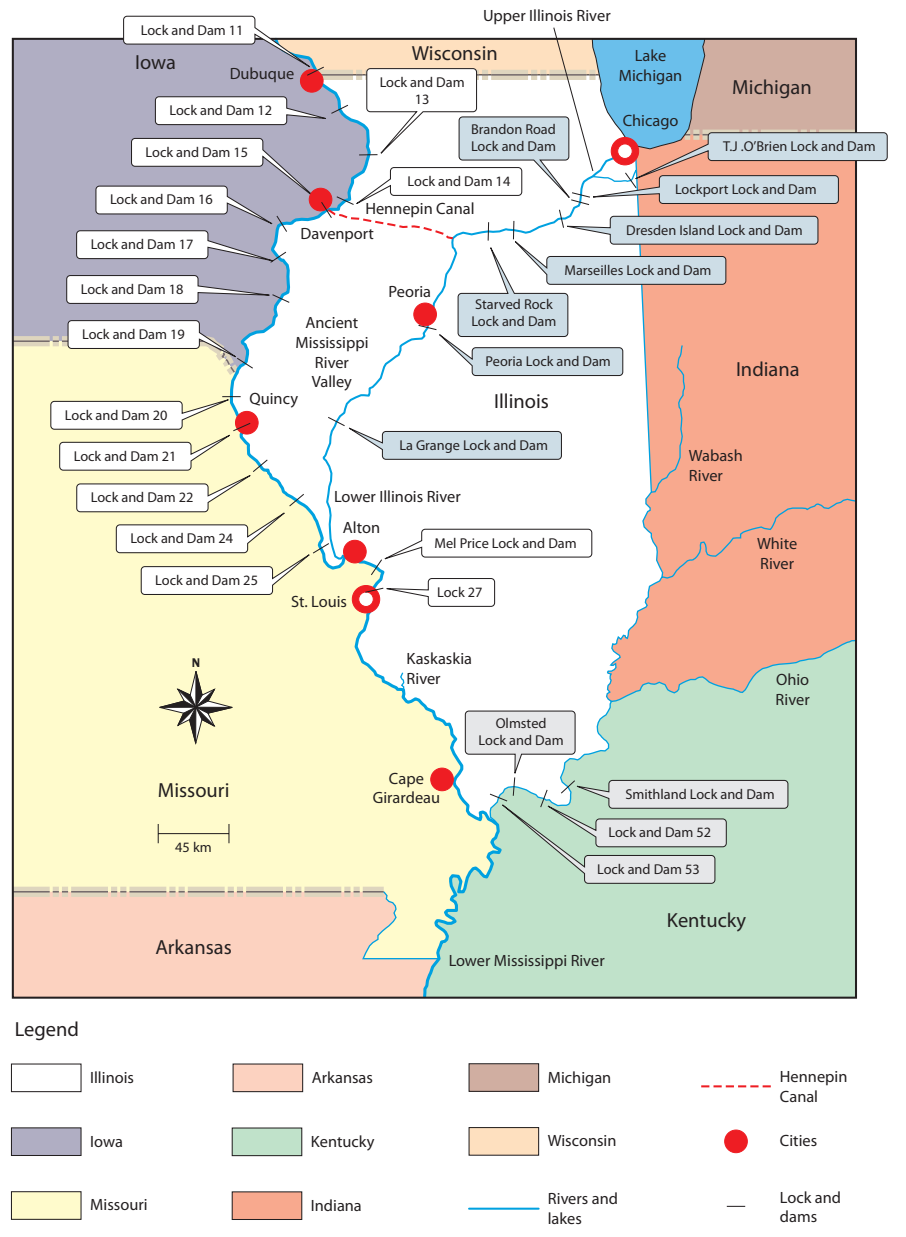 Upper Illinois River
Lock and Dam 11
Iowa
Wisconsin
Lake
Michigan
Dubuque
Michigan
Lock and Dam
13
Lock and Dam 12
Chicago
Brandon Road
Lock and Dam
T.J .O’Brien Lock and Dam
Lock and Dam 15
Lock and Dam 14
Lockport Lock and Dam
Lock and Dam 16
Hennepin Canal
Davenport
Dresden Island Lock and Dam
Lock and Dam 17
Marseilles Lock and Dam
Lock and Dam 18
Peoria
Starved Rock
Lock and Dam
Ancient
Mississippi
River
Valley
Lock and Dam 19
Peoria Lock and Dam
Indiana
Quincy
Illinois
Lock and Dam 20
La Grange Lock and Dam
Lock and Dam 21
Wabash
River
Lock and Dam 22
Lower Illinois River
Alton
Lock and Dam 24
Mel Price Lock and Dam
White
River
Lock and Dam 25
Lock 27
St. Louis
Kaskaskia
River
N
Ohio
River
Olmsted
Lock and Dam
Cape
Girardeau
Missouri
Smithland Lock and Dam
45 km
Lock and Dam 52
Lock and Dam 53
Arkansas
Kentucky
Lower Mississippi River
Legend
Illinois
Arkansas
Michigan
Hennepin
Canal
Iowa
Kentucky
Wisconsin
Cities
Missouri
Indiana
Rivers and
lakes
Lock and
dams